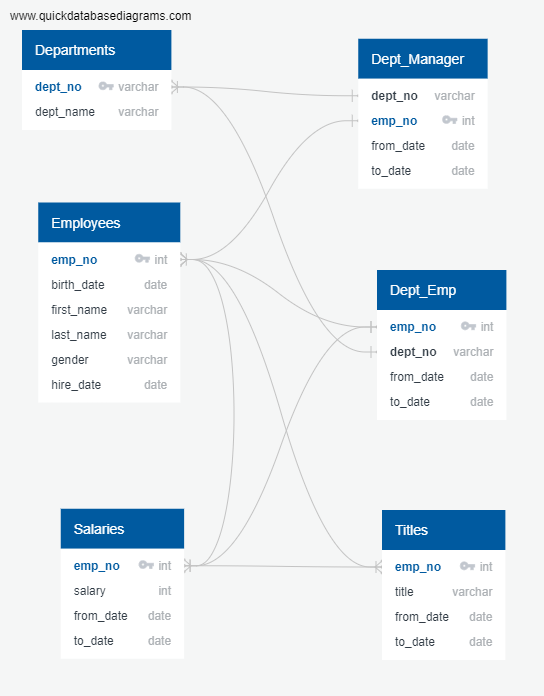 www.quickdatabasediagrams.com
Departments
dept_no varchar
dept_name varchar
Dept_Manager
dept_no varchar
emp_no int
from_date date
to_date date
Employees
emp_no int
birth_date date
first_name varchar
last_name varchar
gender varchar
hire_date date
Dept_Emp
emp_no int
dept_no varchar
from_date date
to_date date
Salaries
emp_no int
salary int
from_date date
to_date date
Titles
emp_no int
title varchar
from_date date
to_date date